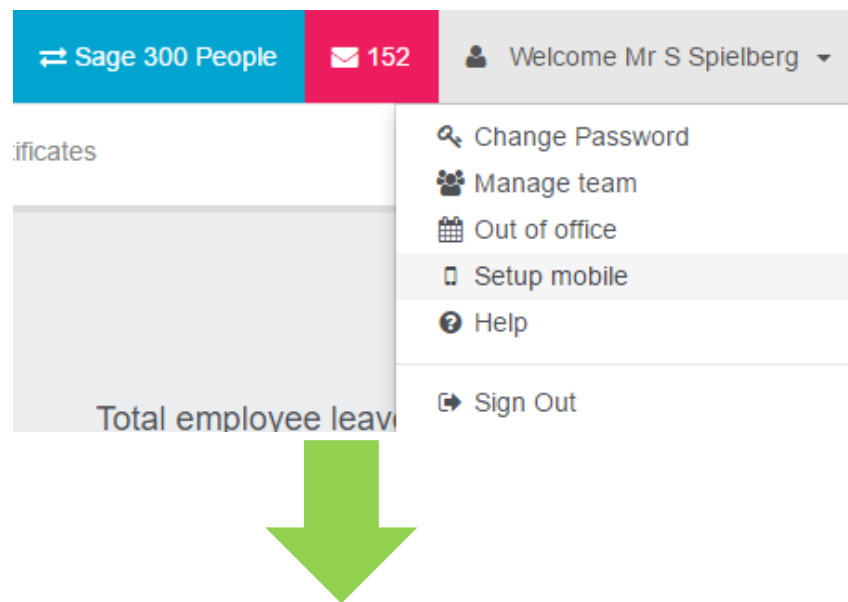 Sage 300 People 152 Welcome Mr S Spielberg
ificates
Change Password
Manage team
Out of office
Setup mobile
Help
Sign Out
Total employee leav